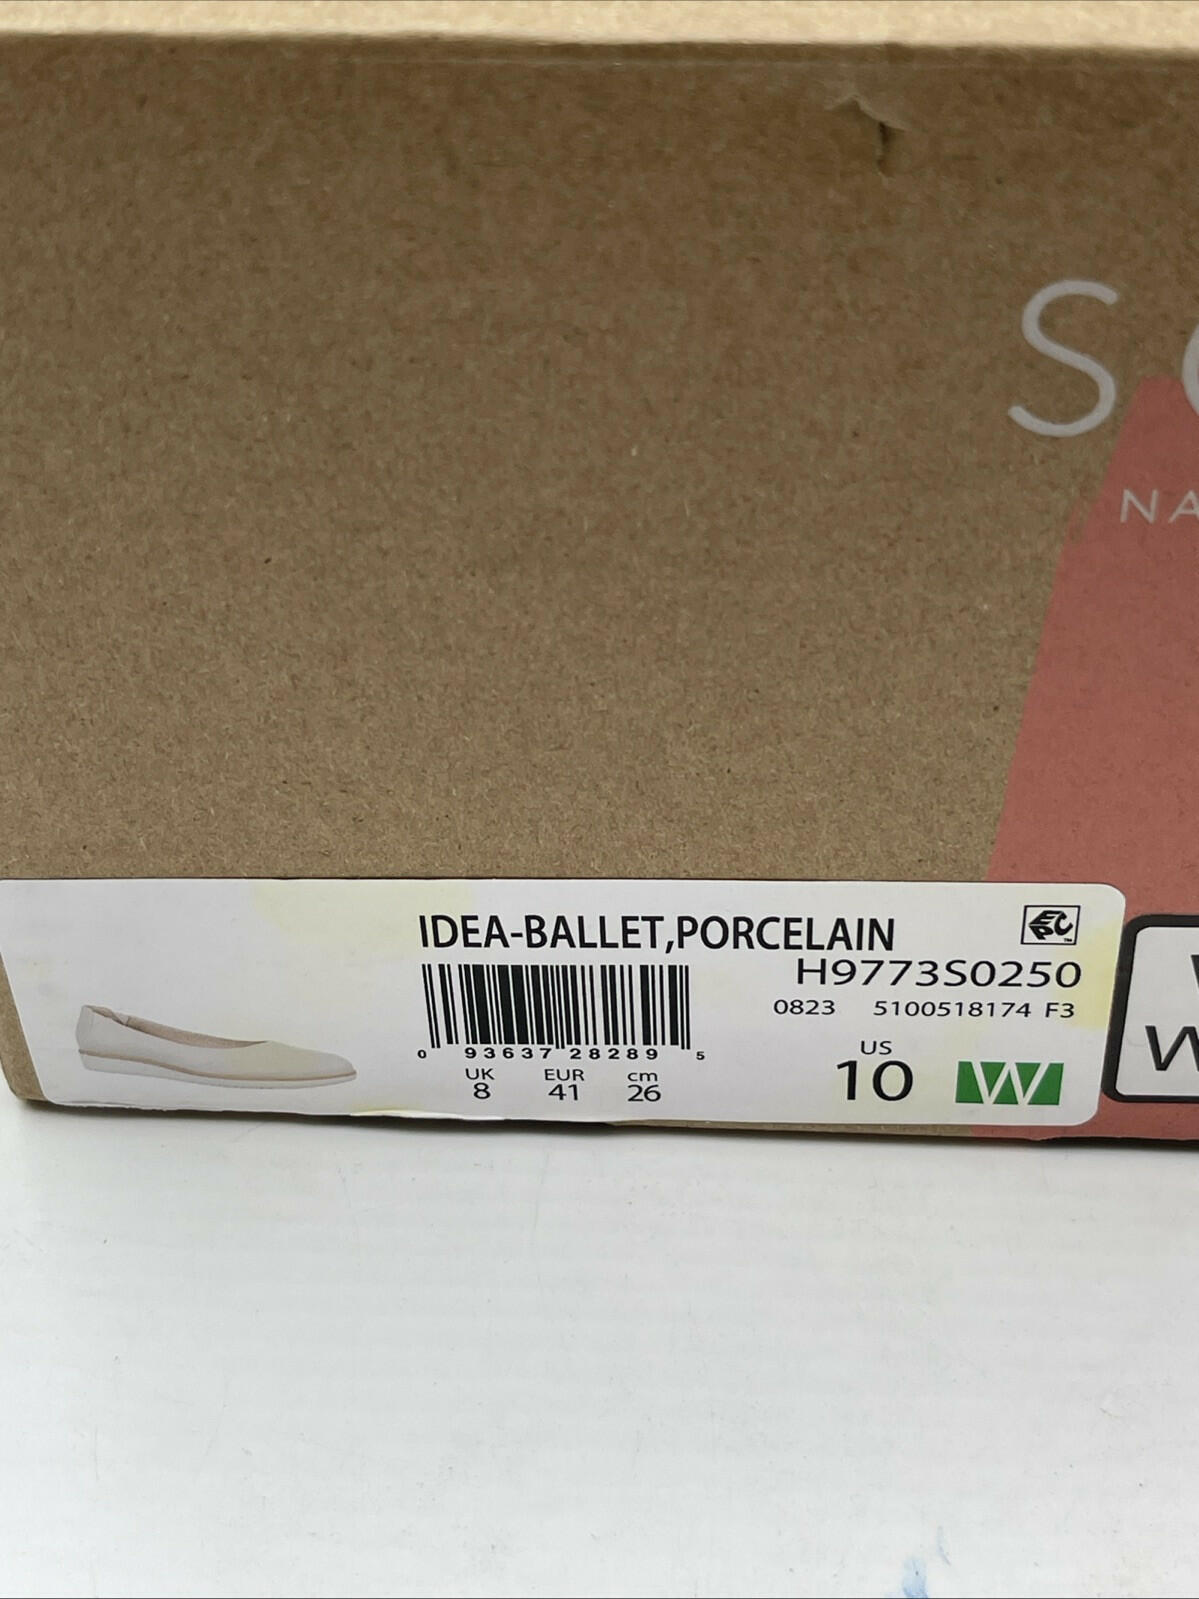 S
NA
IDEA-BALLET,PORCELAIN
EPC™
H9773S0250
0823 5100518174 F3
0 93637 28289 5
UK EUR cm
8 41 26
US
10 W
W